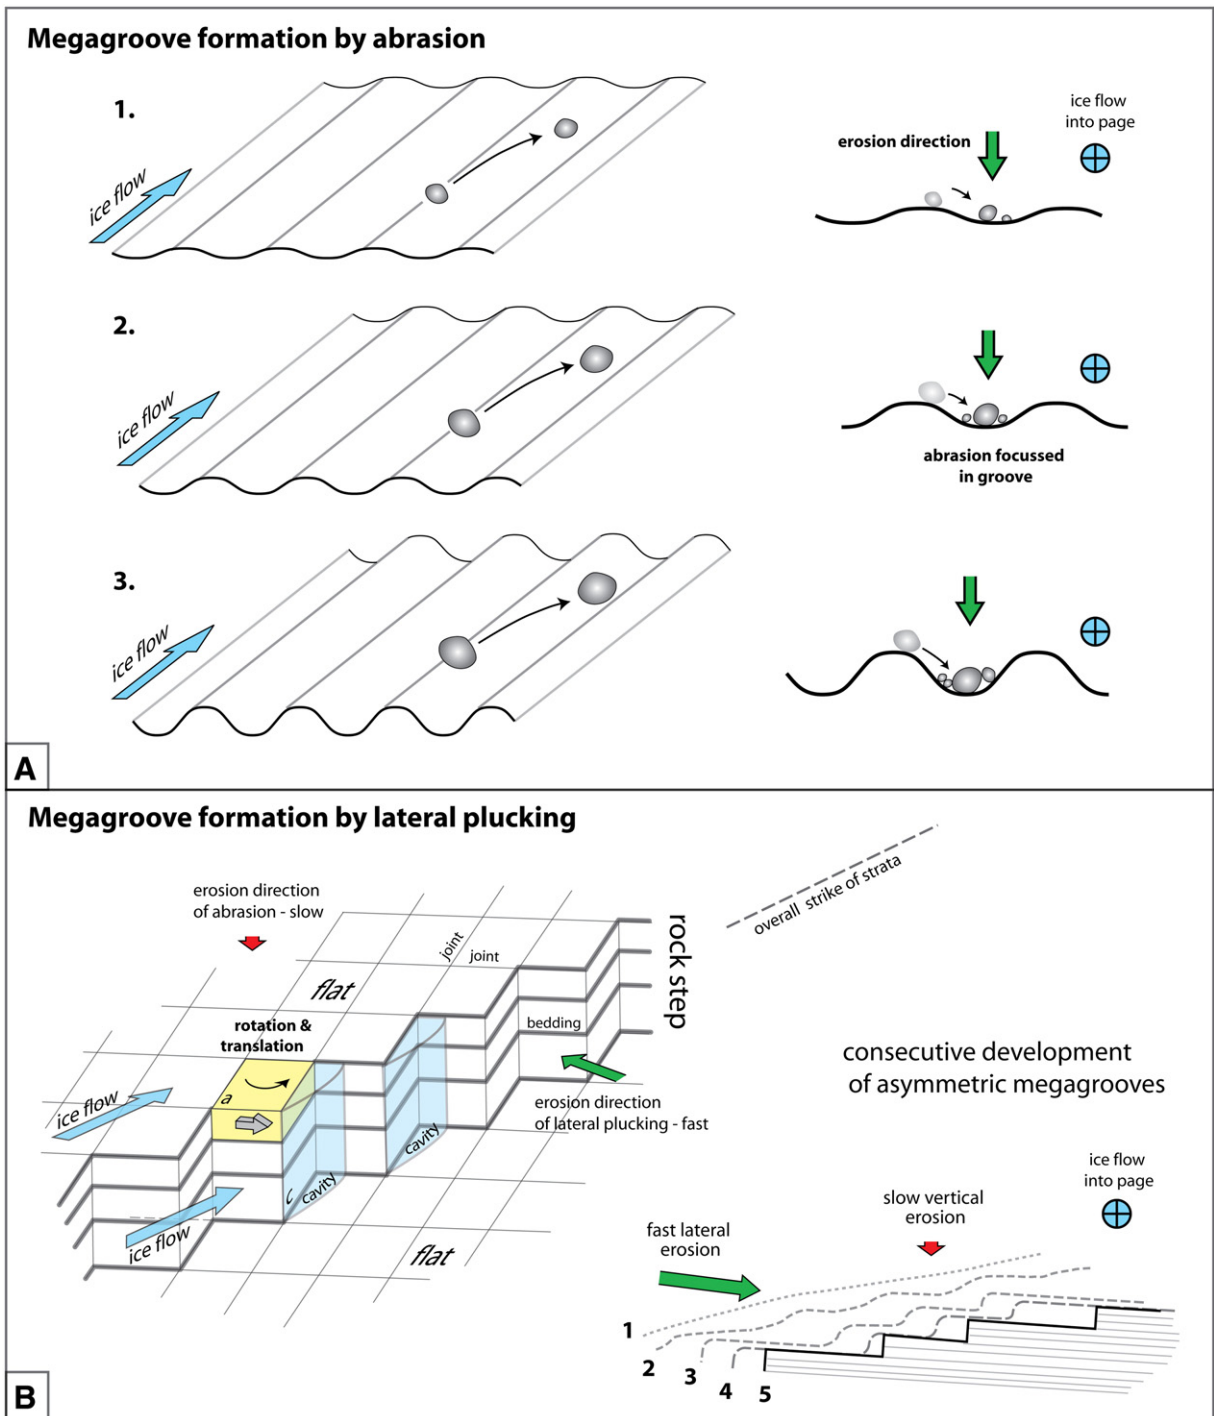 Megagroove formation by abrasion
1.
ice flow
erosion direction
ice flow
into page
2.
ice flow
abrasion focussed
in groove
3.
ice flow
A
Megagroove formation by lateral plucking
erosion direction
of abrasion - slow
overall strike of strata
joint
joint
rock step
flat
rotation &
translation
bedding
a
ice flow
erosion direction
of lateral plucking - fast
cavity
c
cavity
ice flow
flat
consecutive development
of asymmetric megagrooves
ice flow
into page
slow vertical
erosion
fast lateral
erosion
1
2
3
4
5
B